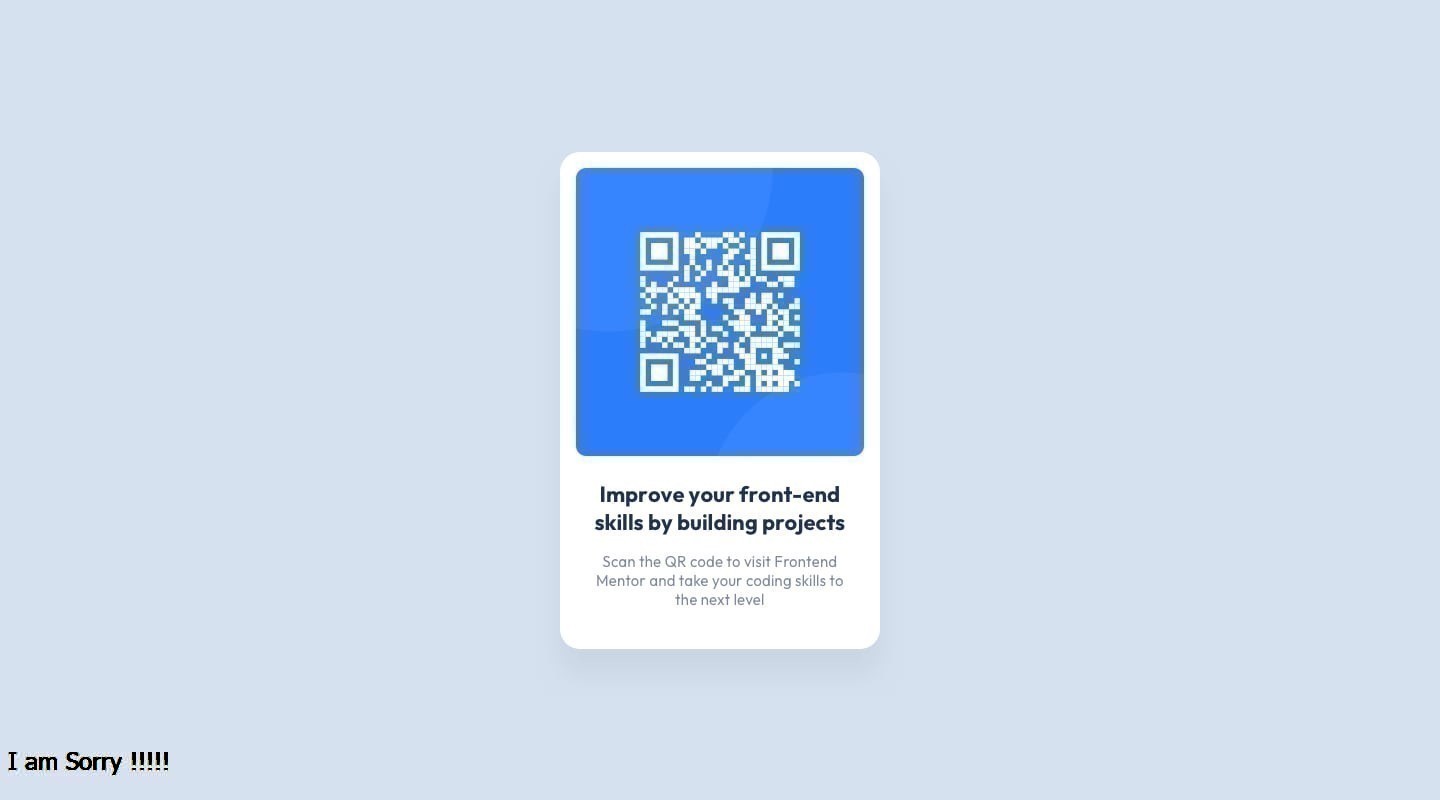 Improve your front-end
skills by building projects
Scan the QR code to visit Frontend
Mentor and take your coding skills to
the next level
I am Sorry !!!!!